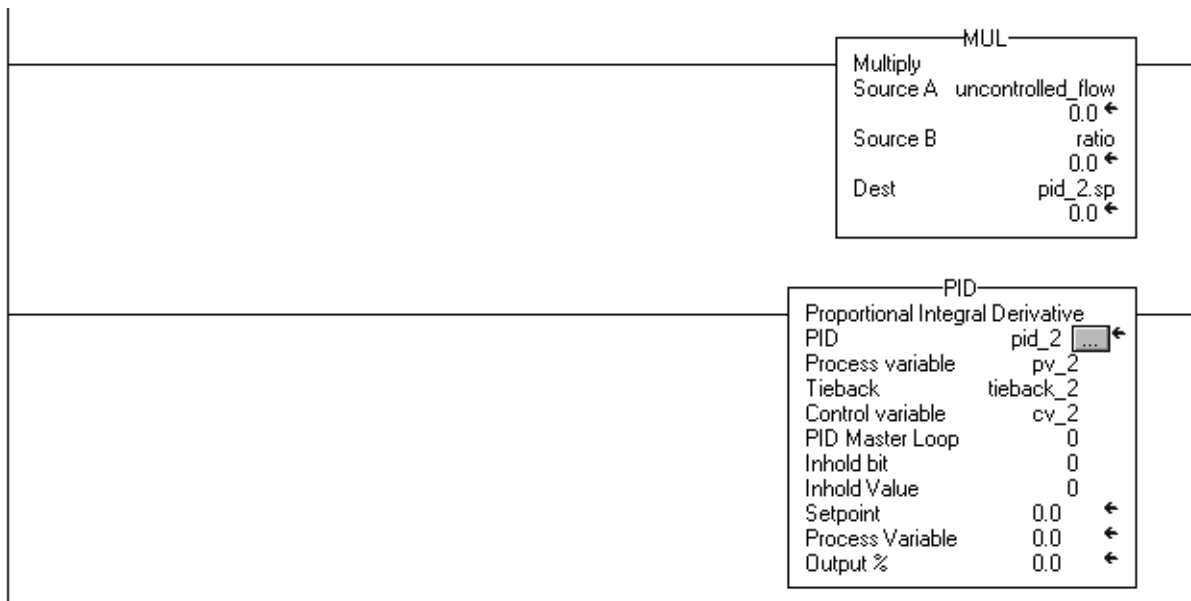 MUL
Multiply
Source A uncontrolled_flow
0.0
Source B ratio
0.0
Dest pid_2.sp
0.0
PID
Proportional Integral Derivative
PID pid_2 ...
Process variable pv_2
Tieback tieback_2
Control variable cv_2
PID Master Loop 0
Inhold bit 0
Inhold Value 0
Setpoint 0.0
Process Variable 0.0
Output % 0.0